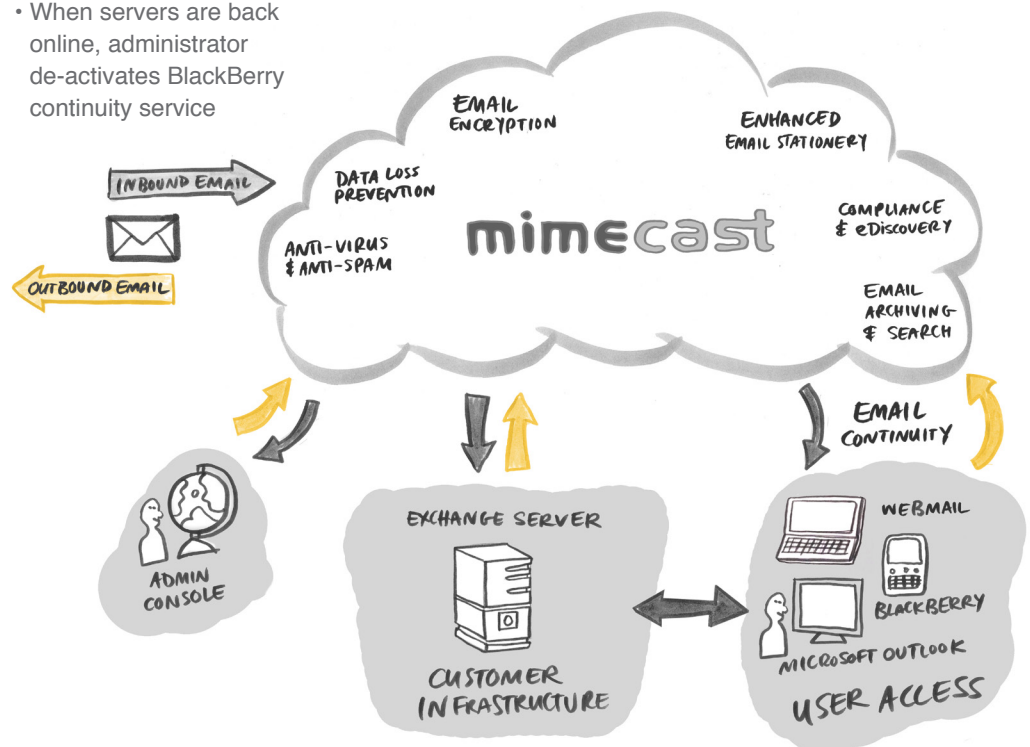 • When servers are back
online, administrator
de-activates BlackBerry
continuity service
EMAIL
ENCRYPTION
ENHANCED
EMAIL STATIONERY
INBOUND EMAIL
DATA LOSS
PREVENTION
mimecast
COMPLIANCE
& eDISCOVERY
ANTI-VIRUS
& ANTI-SPAM
OUTBOUND EMAIL
EMAIL
ARCHIVING
& SEARCH
EMAIL
CONTINUITY
ADMIN
CONSOLE
EXCHANGE SERVER
CUSTOMER
INFRASTRUCTURE
WEBMAIL
BLACKBERRY
MICROSOFT OUTLOOK
USER ACCESS